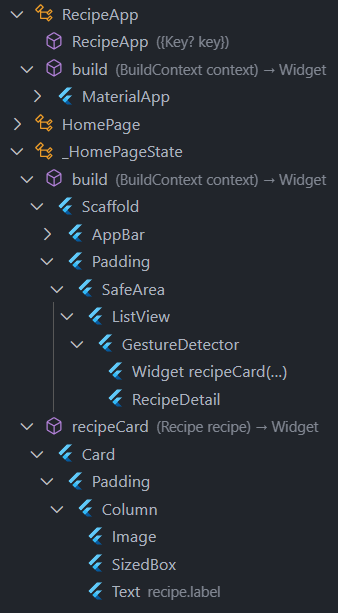 RecipeApp
RecipeApp ({Key? key})
build (BuildContext context) → Widget
MaterialApp
HomePage
_HomePageState
build (BuildContext context) → Widget
Scaffold
AppBar
Padding
SafeArea
ListView
GestureDetector
Widget recipeCard(...)
RecipeDetail
recipeCard (Recipe recipe) → Widget
Card
Padding
Column
Image
SizedBox
Text recipe.label